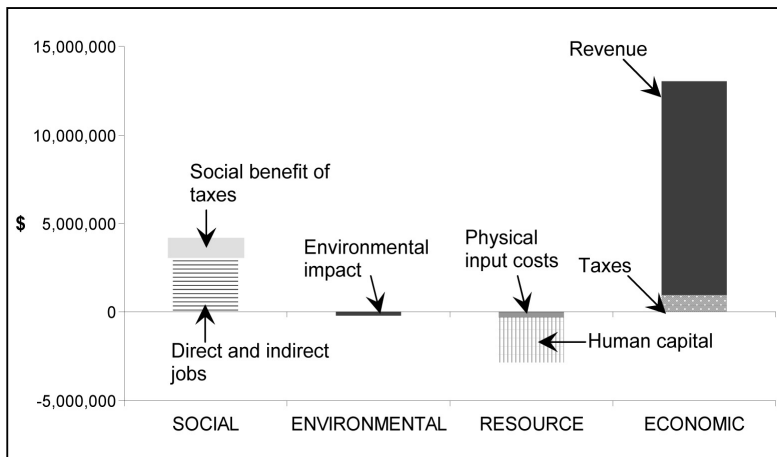 15,000,000
10,000,000
5,000,000
0
-5,000,000
$
Revenue
Social benefit of
taxes
Environmental
impact
Physical
input costs
Taxes
Direct and indirect
jobs
Human capital
SOCIAL
ENVIRONMENTAL
RESOURCE
ECONOMIC